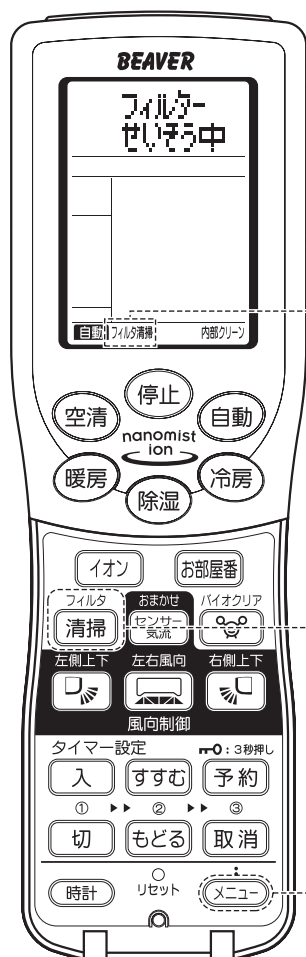 BEAVER
フィルター
せいそう中
自動 フィルタ清掃 内部クリーン
停止
空清 自動
nanomist
ion
暖房 冷房
除湿
イオン お部屋番
フィルタ おまかせ バイオクリア
清掃 センサー
気流
左側上下 左右風向 右側上下
風向制御
タイマー設定 :3秒押し
入 すすむ 予約
① ▶▶ ② ▶▶ ③
切 もどる 取消
時計 リセット メニュー